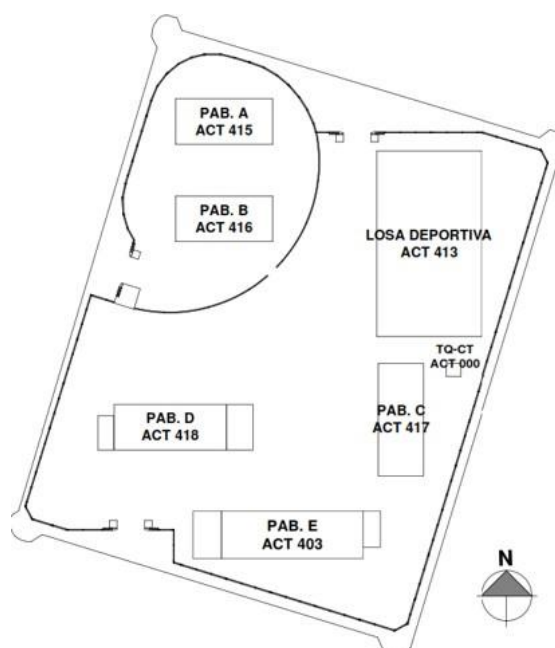 PAB. A
ACT 415
PAB. B
ACT 416
LOSA DEPORTIVA
ACT 413
TQ-CT
ACT 000
PAB. C
ACT 417
PAB. D
ACT 418
PAB. E
ACT 403
N